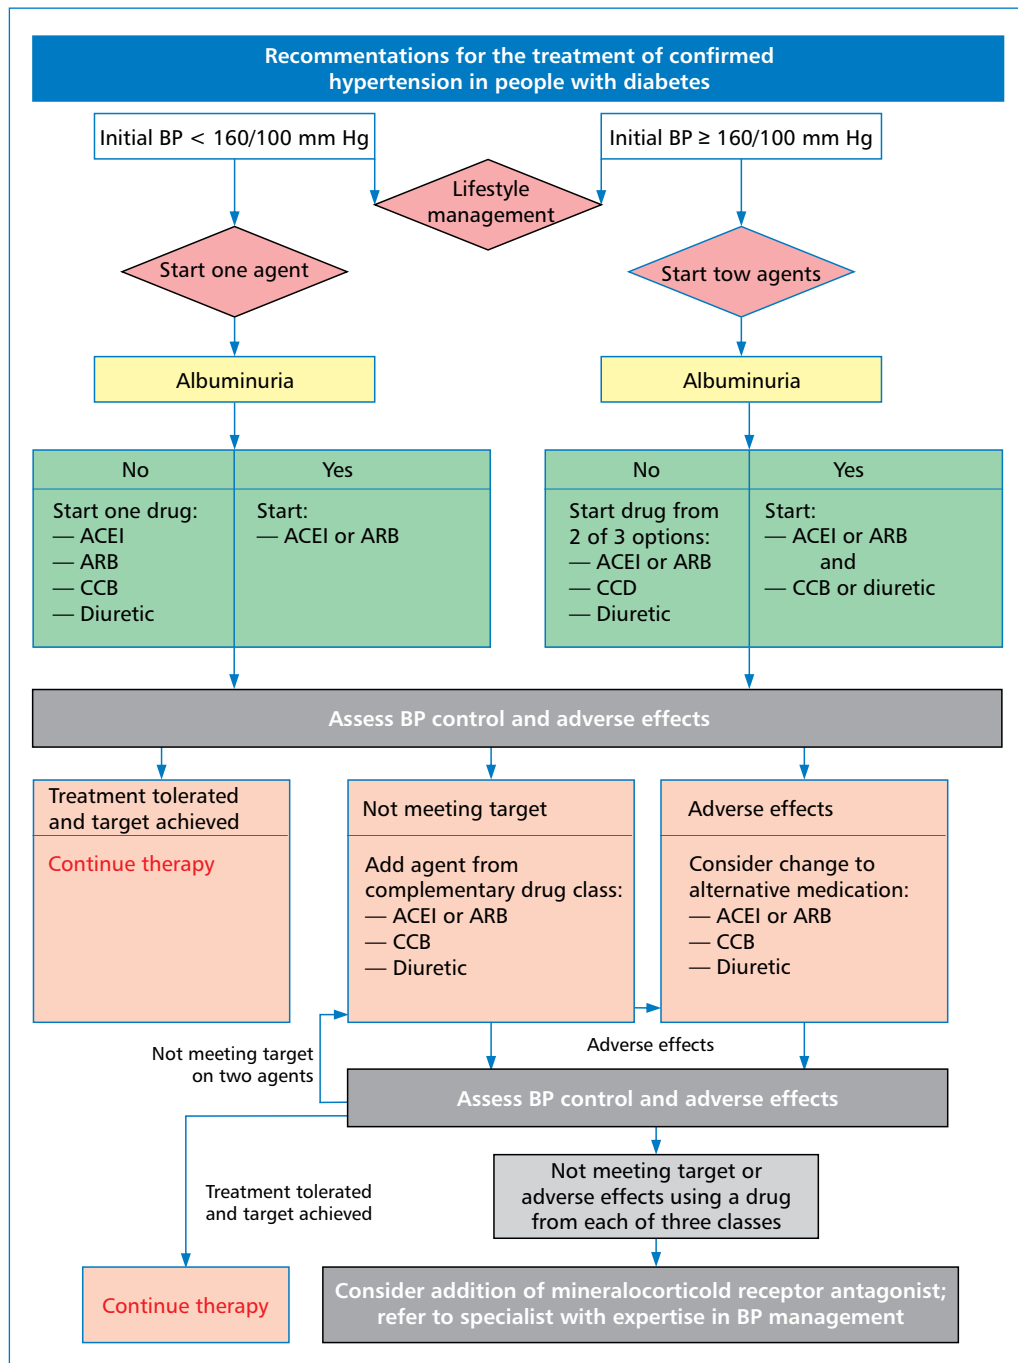 Recommentations for the treatment of confirmed
hypertension in people with diabetes
Initial BP < 160/100 mm Hg
Initial BP ≥ 160/100 mm Hg
Lifestyle
management
Start one agent
Start tow agents
Albuminuria
Albuminuria
No
Yes
Start one drug:
— ACEI
— ARB
— CCB
— Diuretic
Start:
— ACEI or ARB
No
Yes
Start drug from
2 of 3 options:
— ACEI or ARB
— CCD
— Diuretic
Start:
— ACEI or ARB
and
— CCB or diuretic
Assess BP control and adverse effects
Treatment tolerated
and target achieved
Continue therapy
Not meeting target
Add agent from
complementary drug class:
— ACEI or ARB
— CCB
— Diuretic
Adverse effects
Consider change to
alternative medication:
— ACEI or ARB
— CCB
— Diuretic
Not meeting target
on two agents
Adverse effects
Assess BP control and adverse effects
Treatment tolerated
and target achieved
Not meeting target or
adverse effects using a drug
from each of three classes
Continue therapy
Consider addition of mineralocorticold receptor antagonist;
refer to specialist with expertise in BP management